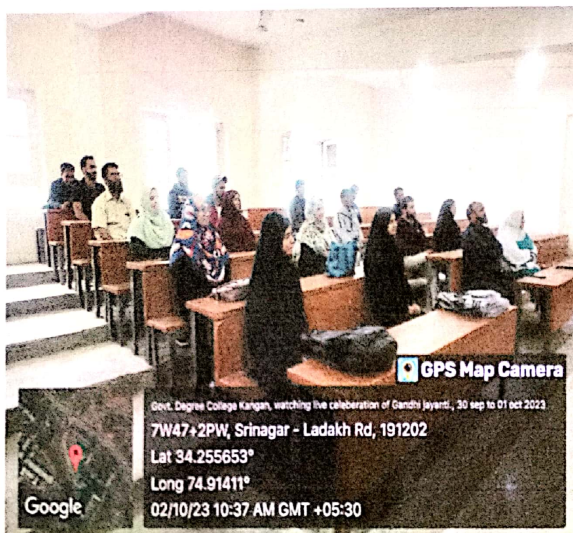 GPS Map Camera
Govt. Degree College Kangan, watching live celeberation of Gandhi jayanti., 30 sep to 01 oct 2023
7W47+2PW, Srinagar - Ladakh Rd, 191202
Lat 34.255653°
Long 74.91411°
02/10/23 10:37 AM GMT +05:30
Google